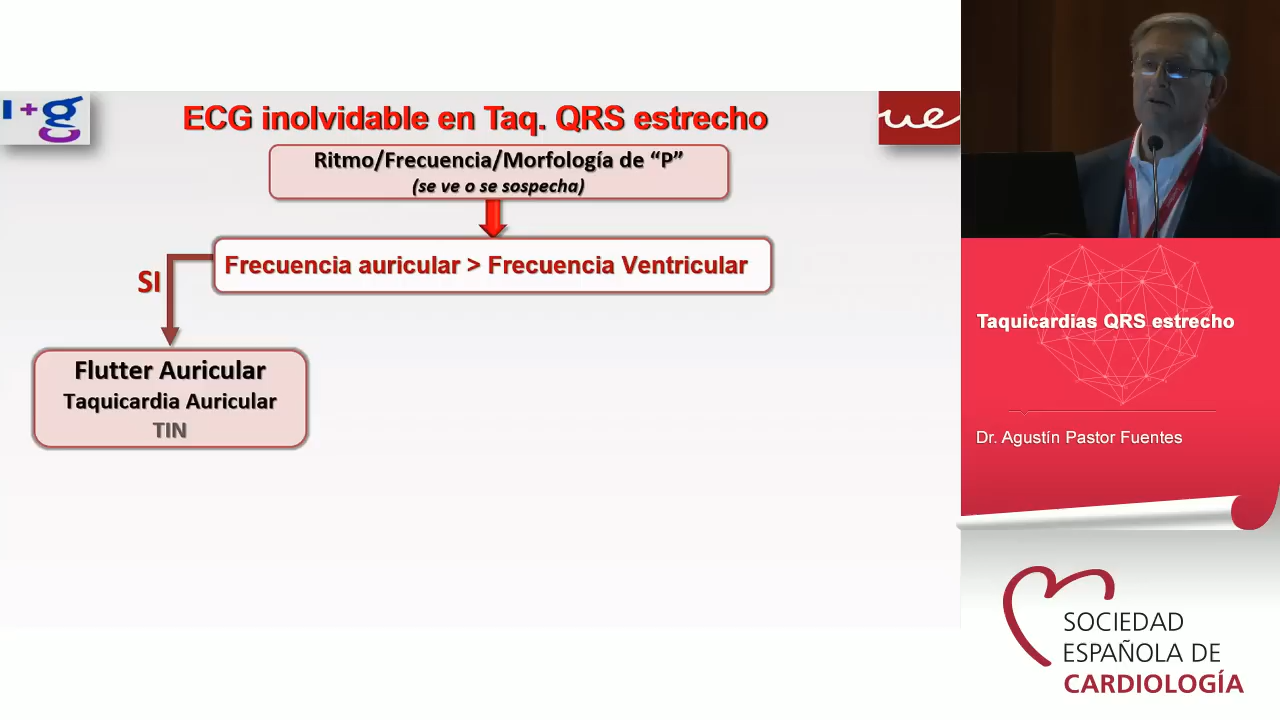 ECG inolvidable en Taq. QRS estrecho
i+g
ue
Ritmo/Frecuencia/Morfología de “P”
(se ve o se sospecha)
Frecuencia auricular > Frecuencia Ventricular
SI
Flutter Auricular
Taquicardia Auricular
TIN
Taquicardias QRS estrecho
Dr. Agustín Pastor Fuentes
SOCIEDAD
ESPAÑOLA DE
CARDIOLOGÍA